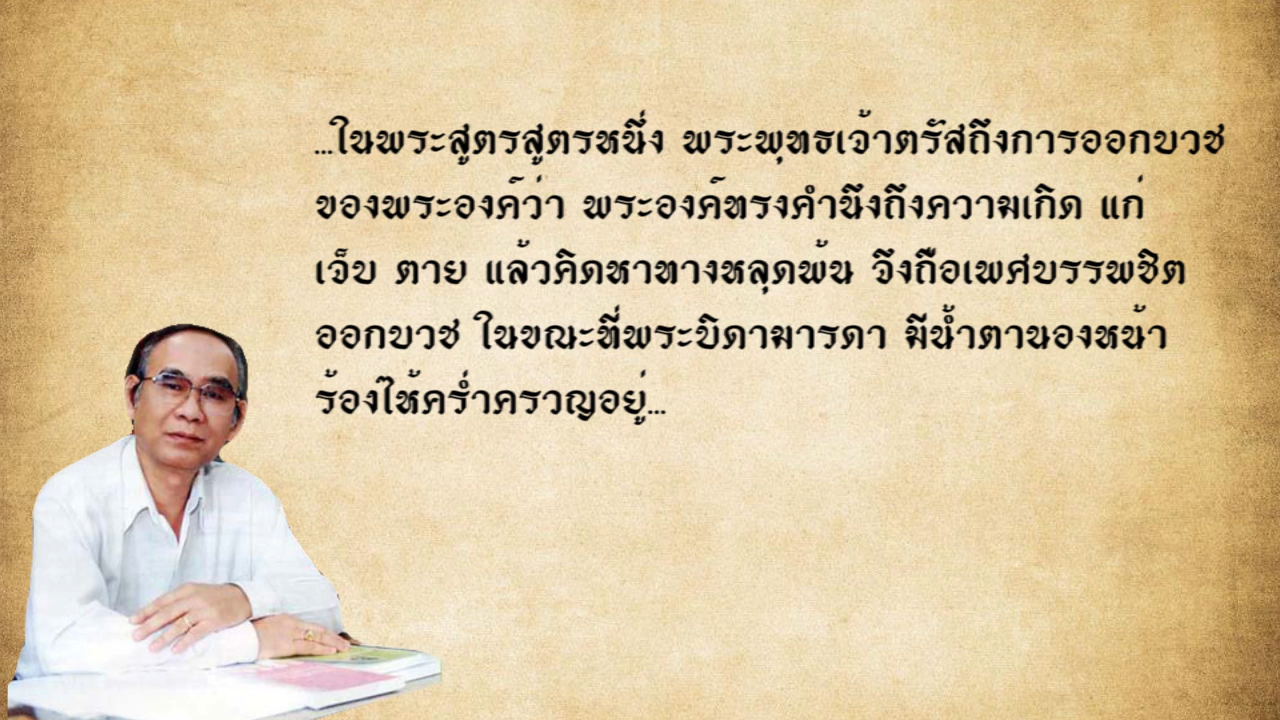 ...ในพระสูตรสูตรหนึ่ง พระพุทธเจ้าตรัสถึงการออกบวช
ของพระองค์ว่า พระองค์ทรงคำนึงถึงความเกิด แก่
เจ็บ ตาย แล้วคิดหาทางหลุดพ้น จึงถือเพศบรรพชิต
ออกบวช ในขณะที่พระบิดามารดา มีน้ำตานองหน้า
ร้องไห้คร่ำครวญอยู่...